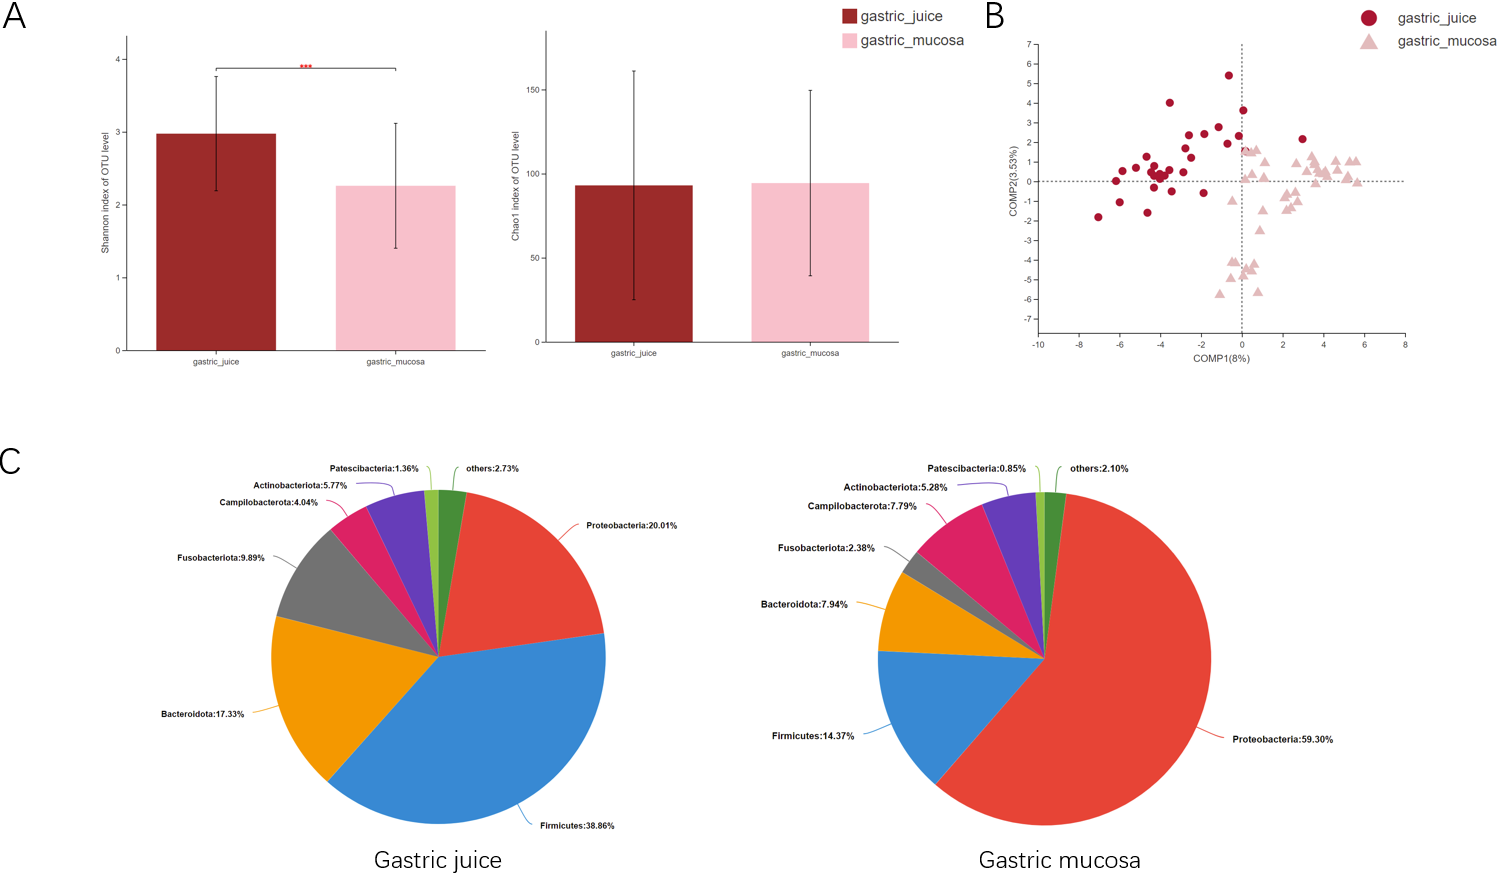 A
gastric_juice
gastric_mucosa
Shannon index of OTU level
4
3
2
1
0
***
gastric_juice
gastric_mucosa
Chao1 index of OTU level
150
100
50
0
gastric_juice
gastric_mucosa
B
gastric_juice
gastric_mucosa
COMP2(3.53%)
7
6
5
4
3
2
1
0
-1
-2
-3
-4
-5
-6
-7
-10
-8
-6
-4
-2
0
2
4
6
8
COMP1(8%)
C
Patescibacteria:1.36%
others:2.73%
Actinobacteriota:5.77%
Campilobacterota:4.04%
Proteobacteria:20.01%
Fusobacteriota:9.89%
Bacteroidota:17.33%
Firmicutes:38.86%
Gastric juice
Patescibacteria:0.85%
others:2.10%
Actinobacteriota:5.28%
Campilobacterota:7.79%
Fusobacteriota:2.38%
Bacteroidota:7.94%
Firmicutes:14.37%
Proteobacteria:59.30%
Gastric mucosa